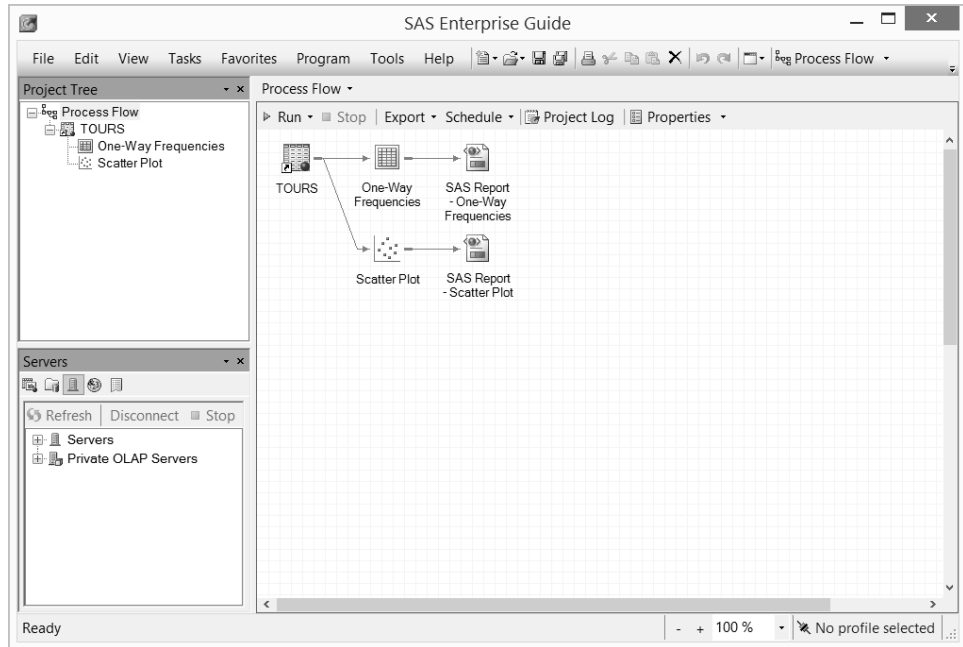 SAS Enterprise Guide
File Edit View Tasks Favorites Program Tools Help Process Flow
Project Tree
Process Flow
TOURS
One-Way Frequencies
Scatter Plot
Servers
Refresh Disconnect Stop
Servers
Private OLAP Servers
Process Flow
Run Stop Export Schedule Project Log Properties
TOURS
One-Way
Frequencies
SAS Report
- One-Way
Frequencies
Scatter Plot
SAS Report
- Scatter Plot
Ready
- + 100 % No profile selected